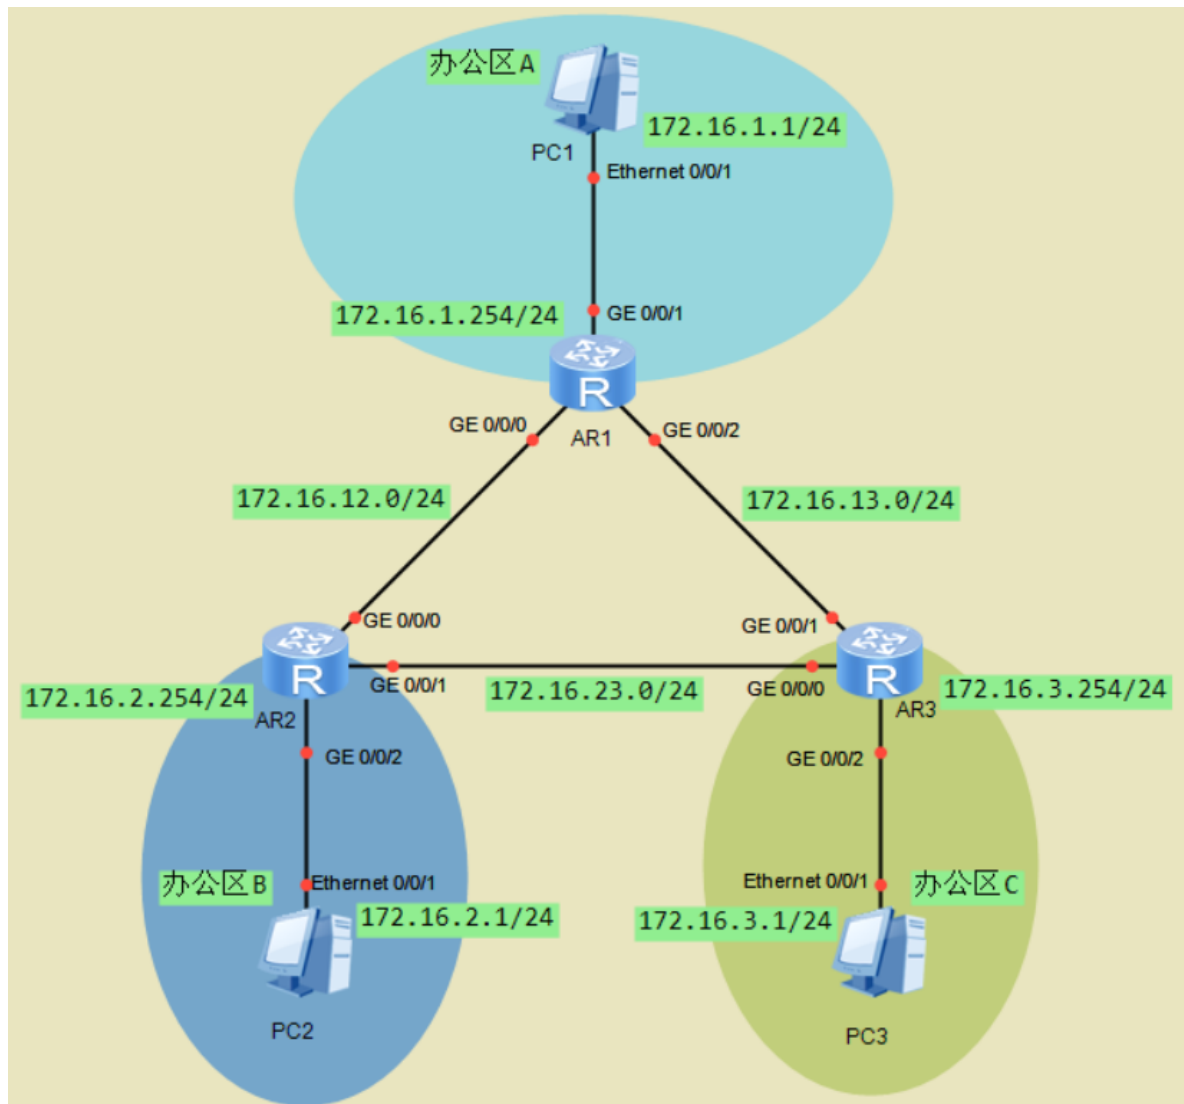 办公区A
172.16.1.1/24
PC1
Ethernet 0/0/1
172.16.1.254/24
GE 0/0/1
R
GE 0/0/0
AR1
GE 0/0/2
172.16.12.0/24
172.16.13.0/24
GE 0/0/0
GE 0/0/1
R
R
172.16.2.254/24
GE 0/0/1
172.16.23.0/24
GE 0/0/0
172.16.3.254/24
AR2
AR3
GE 0/0/2
GE 0/0/2
办公区B
Ethernet 0/0/1
Ethernet 0/0/1
办公区C
172.16.2.1/24
172.16.3.1/24
PC2
PC3